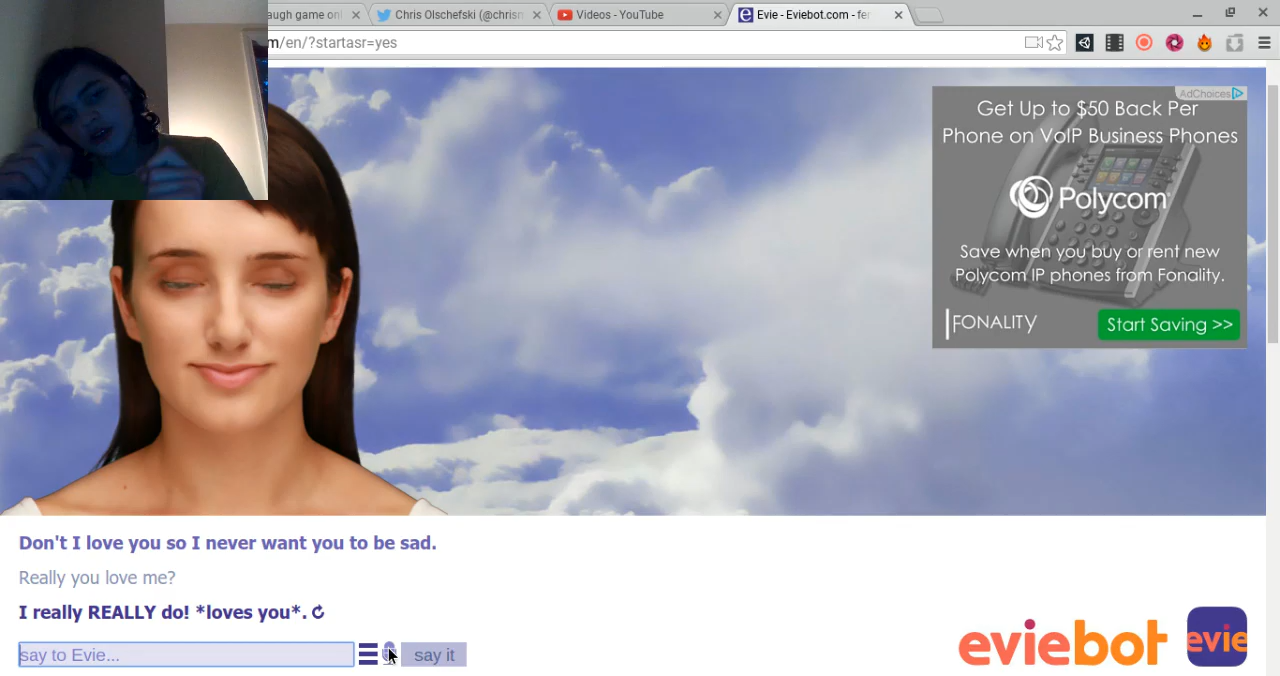 augh game onl
Chris Olschefski (@chrism
Videos - YouTube
Evie - Eviebot.com - fe
m/en/?startasr=yes
AdChoices
Get Up to $50 Back Per
Phone on VoIP Business Phones
Polycom
Save when you buy or rent new
Polycom IP phones from Fonality.
FONALITY
Start Saving >>
Don't I love you so I never want you to be sad.
Really you love me?
I really REALLY do! *loves you*.
say to Evie...
say it
eviebot
evie